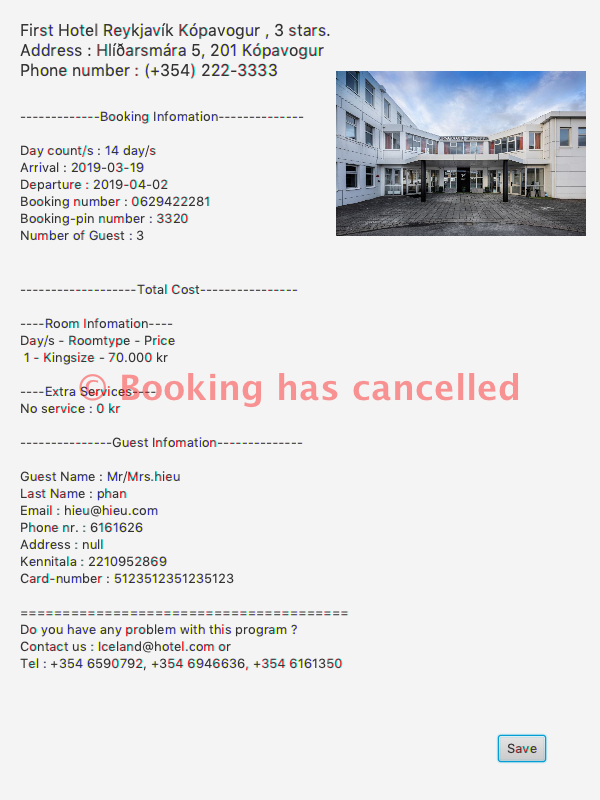 First Hotel Reykjavík Kópavogur , 3 stars.
Address : Hlíðarsmára 5, 201 Kópavogur
Phone number : (+354) 222-3333
-------------Booking Infomation--------------
Day count/s : 14 day/s
Arrival : 2019-03-19
Departure : 2019-04-02
Booking number : 0629422281
Booking-pin number : 3320
Number of Guest : 3
-------------------Total Cost----------------
----Room Infomation----
Day/s - Roomtype - Price
1 - Kingsize - 70.000 kr
----Extra Services----
© Booking has cancelled
No service : 0 kr
---------------Guest Infomation--------------
Guest Name : Mr/Mrs.hieu
Last Name : phan
Email : hieu@hieu.com
Phone nr. : 6161626
Address : null
Kennitala : 2210952869
Card-number : 5123512351235123
=======================================
Do you have any problem with this program ?
Contact us : Iceland@hotel.com or
Tel : +354 6590792, +354 6946636, +354 6161350
Save